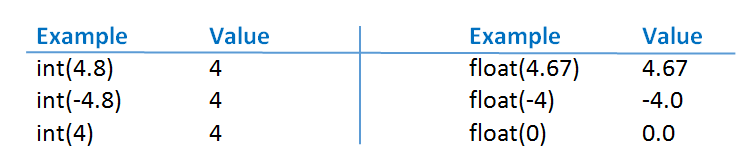 Example Value Example Value
int(4.8) 4 float(4.67) 4.67
int(-4.8) 4 float(-4) -4.0
int(4) 4 float(0) 0.0